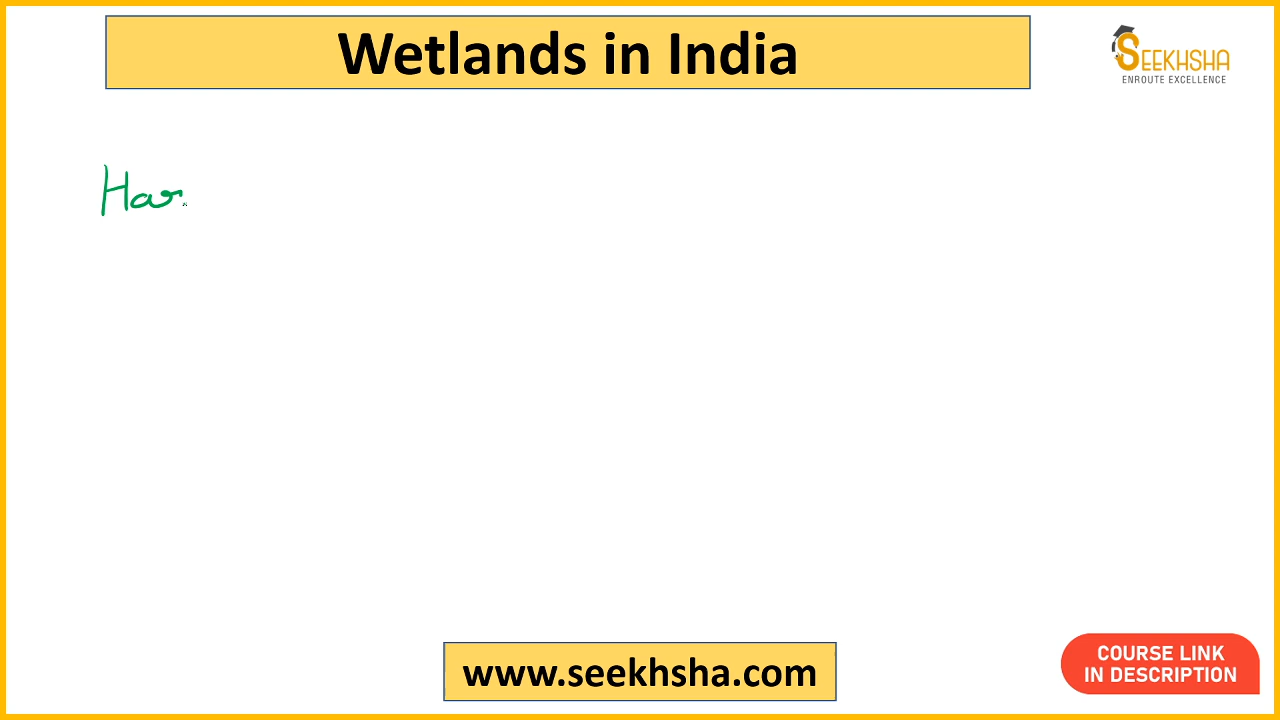 Wetlands in India
SEEKHSHA
ENROUTE EXCELLENCE
Har
www.seekhsha.com
COURSE LINK
IN DESCRIPTION